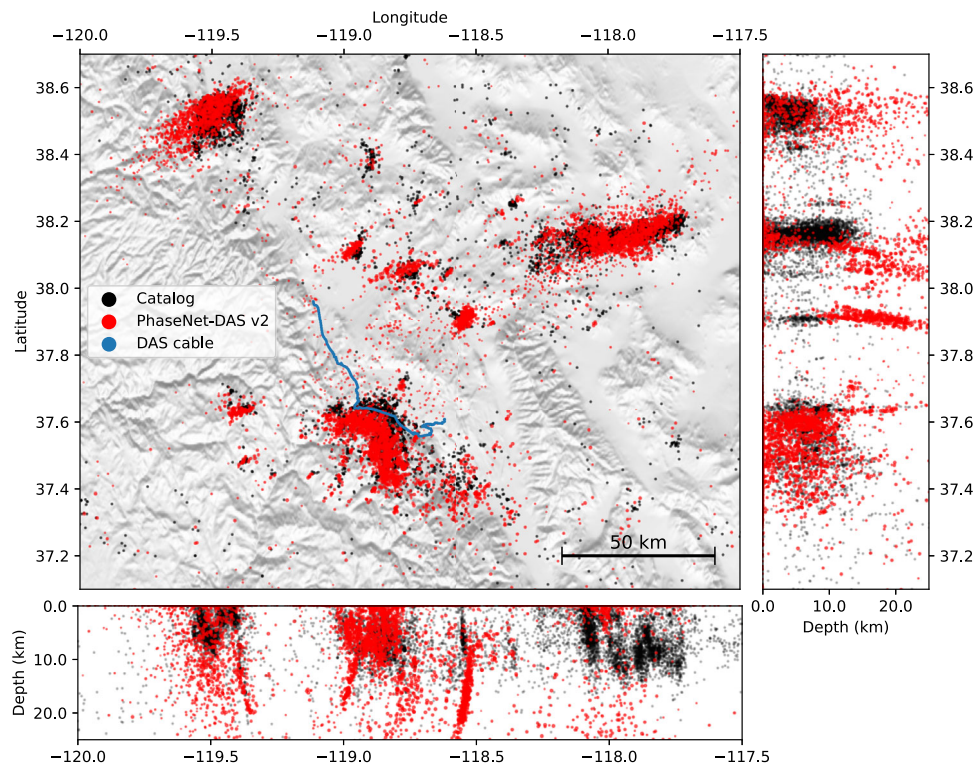 Longitude
−120.0 −119.5 −119.0 −118.5 −118.0 −117.5
38.6 38.6
38.4 38.4
38.2 38.2
38.0 38.0
37.8 37.8
37.6 37.6
37.4 37.4
37.2 37.2
Latitude
Latitude
Catalog
PhaseNet-DAS v2
DAS cable
50 km
0.0 10.0 20.0
Depth (km)
0.0
10.0
20.0
Depth (km)
−120.0 −119.5 −119.0 −118.5 −118.0 −117.5